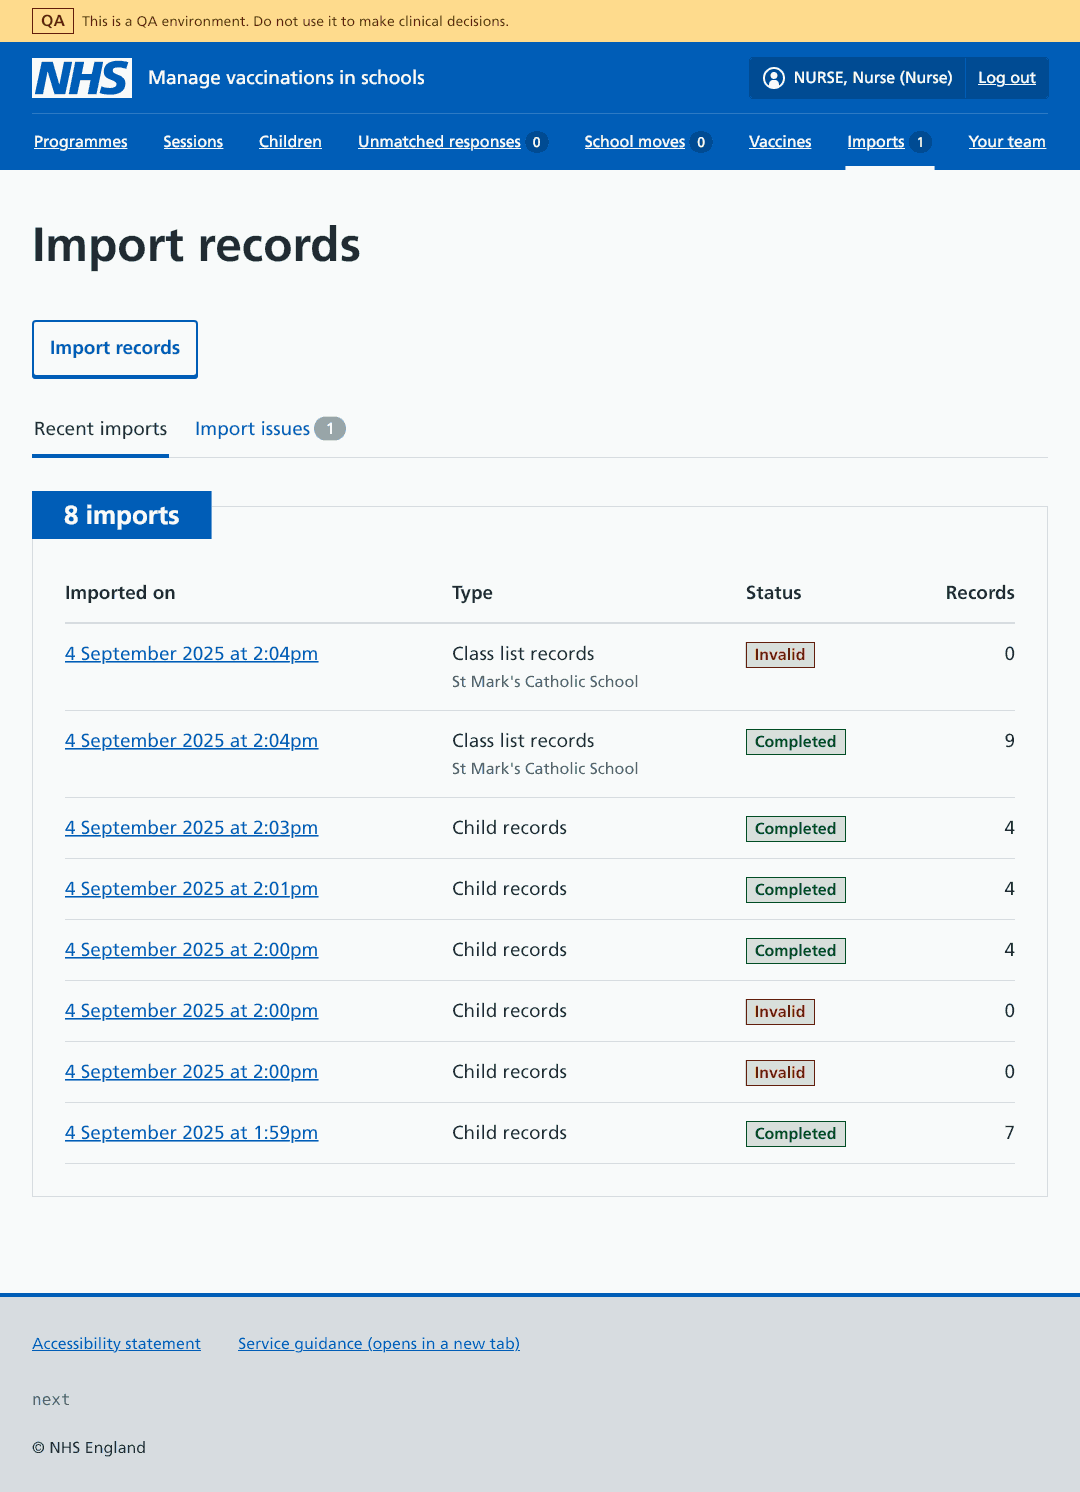 QA This is a QA environment. Do not use it to make clinical decisions.
NHS Manage vaccinations in schools NURSE, Nurse (Nurse) Log out
Programmes Sessions Children Unmatched responses 0 School moves 0 Vaccines Imports 1 Your team
Import records
Import records
Recent imports Import issues 1
8 imports
Imported on Type Status Records
4 September 2025 at 2:04pm Class list records Invalid 0
St Mark's Catholic School
4 September 2025 at 2:04pm Class list records Completed 9
St Mark's Catholic School
4 September 2025 at 2:03pm Child records Completed 4
4 September 2025 at 2:01pm Child records Completed 4
4 September 2025 at 2:00pm Child records Completed 4
4 September 2025 at 2:00pm Child records Invalid 0
4 September 2025 at 2:00pm Child records Invalid 0
4 September 2025 at 1:59pm Child records Completed 7
Accessibility statement Service guidance (opens in a new tab)
next
© NHS England